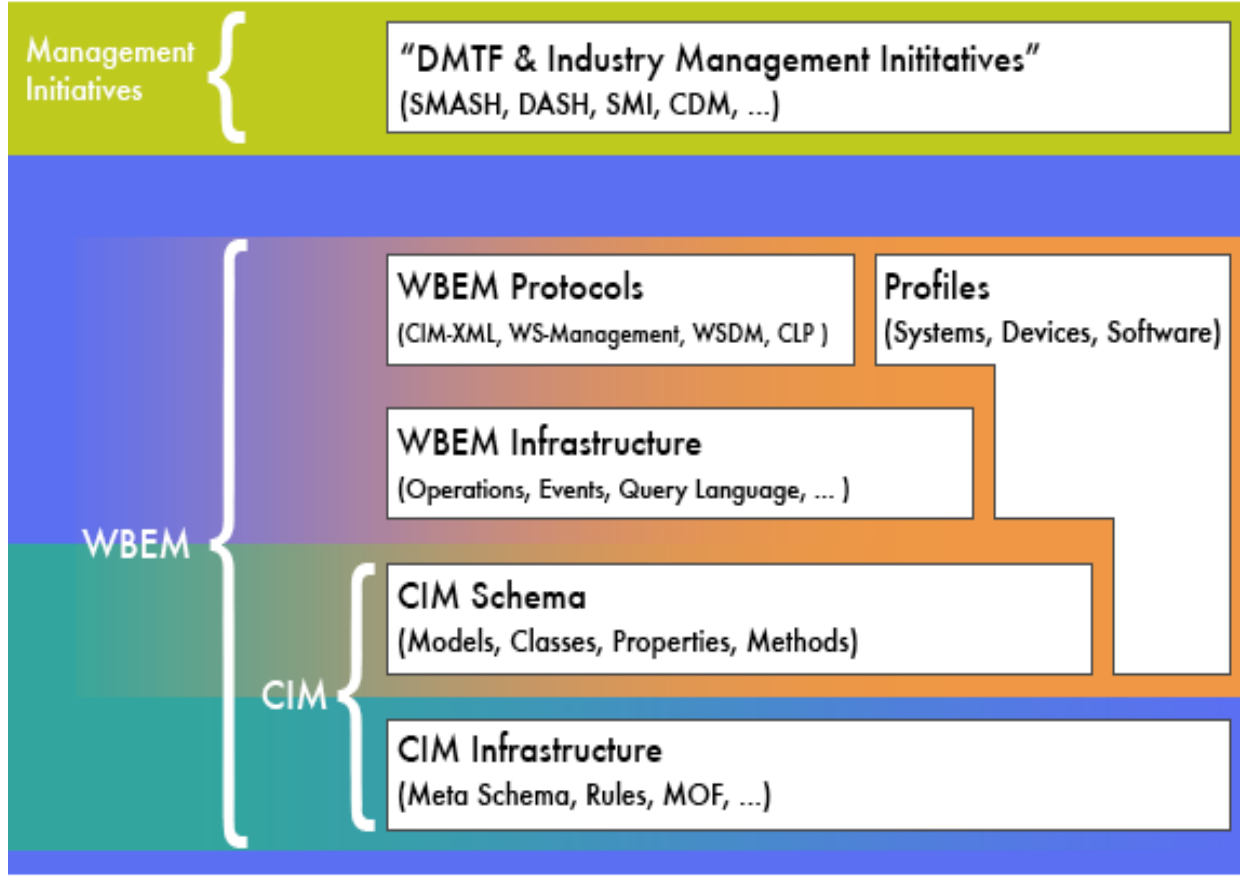 Management
Initiatives
“DMTF & Industry Management Inititatives”
(SMASH, DASH, SMI, CDM, ...)
WBEM
WBEM Protocols
(CIM-XML, WS-Management, WSDM, CLP )
Profiles
(Systems, Devices, Software)
WBEM Infrastructure
(Operations, Events, Query Language, ... )
CIM
CIM Schema
(Models, Classes, Properties, Methods)
CIM Infrastructure
(Meta Schema, Rules, MOF, ...)